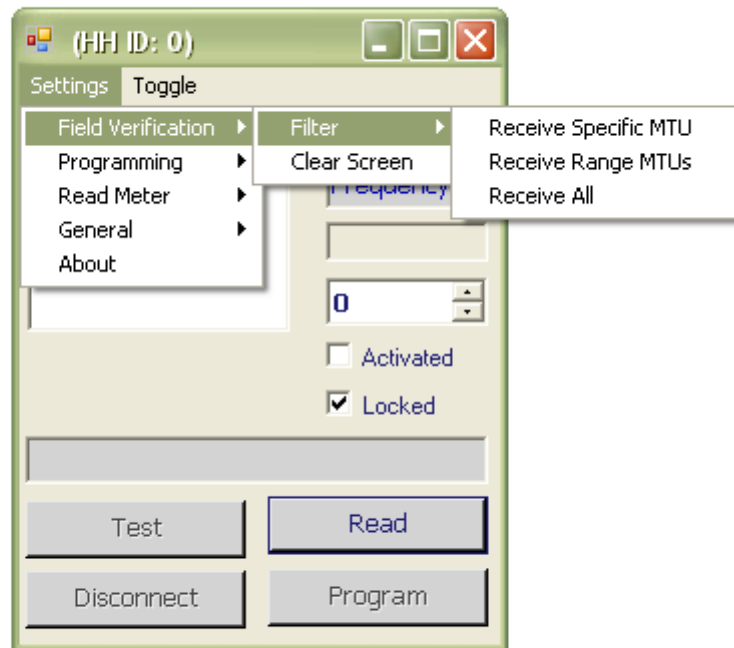 (HH ID: 0)
Settings Toggle
Field Verification Filter Receive Specific MTU
Programming Clear Screen Receive Range MTUs
Read Meter Frequency Receive All
General
About
0
Activated
Locked
Test Read
Disconnect Program